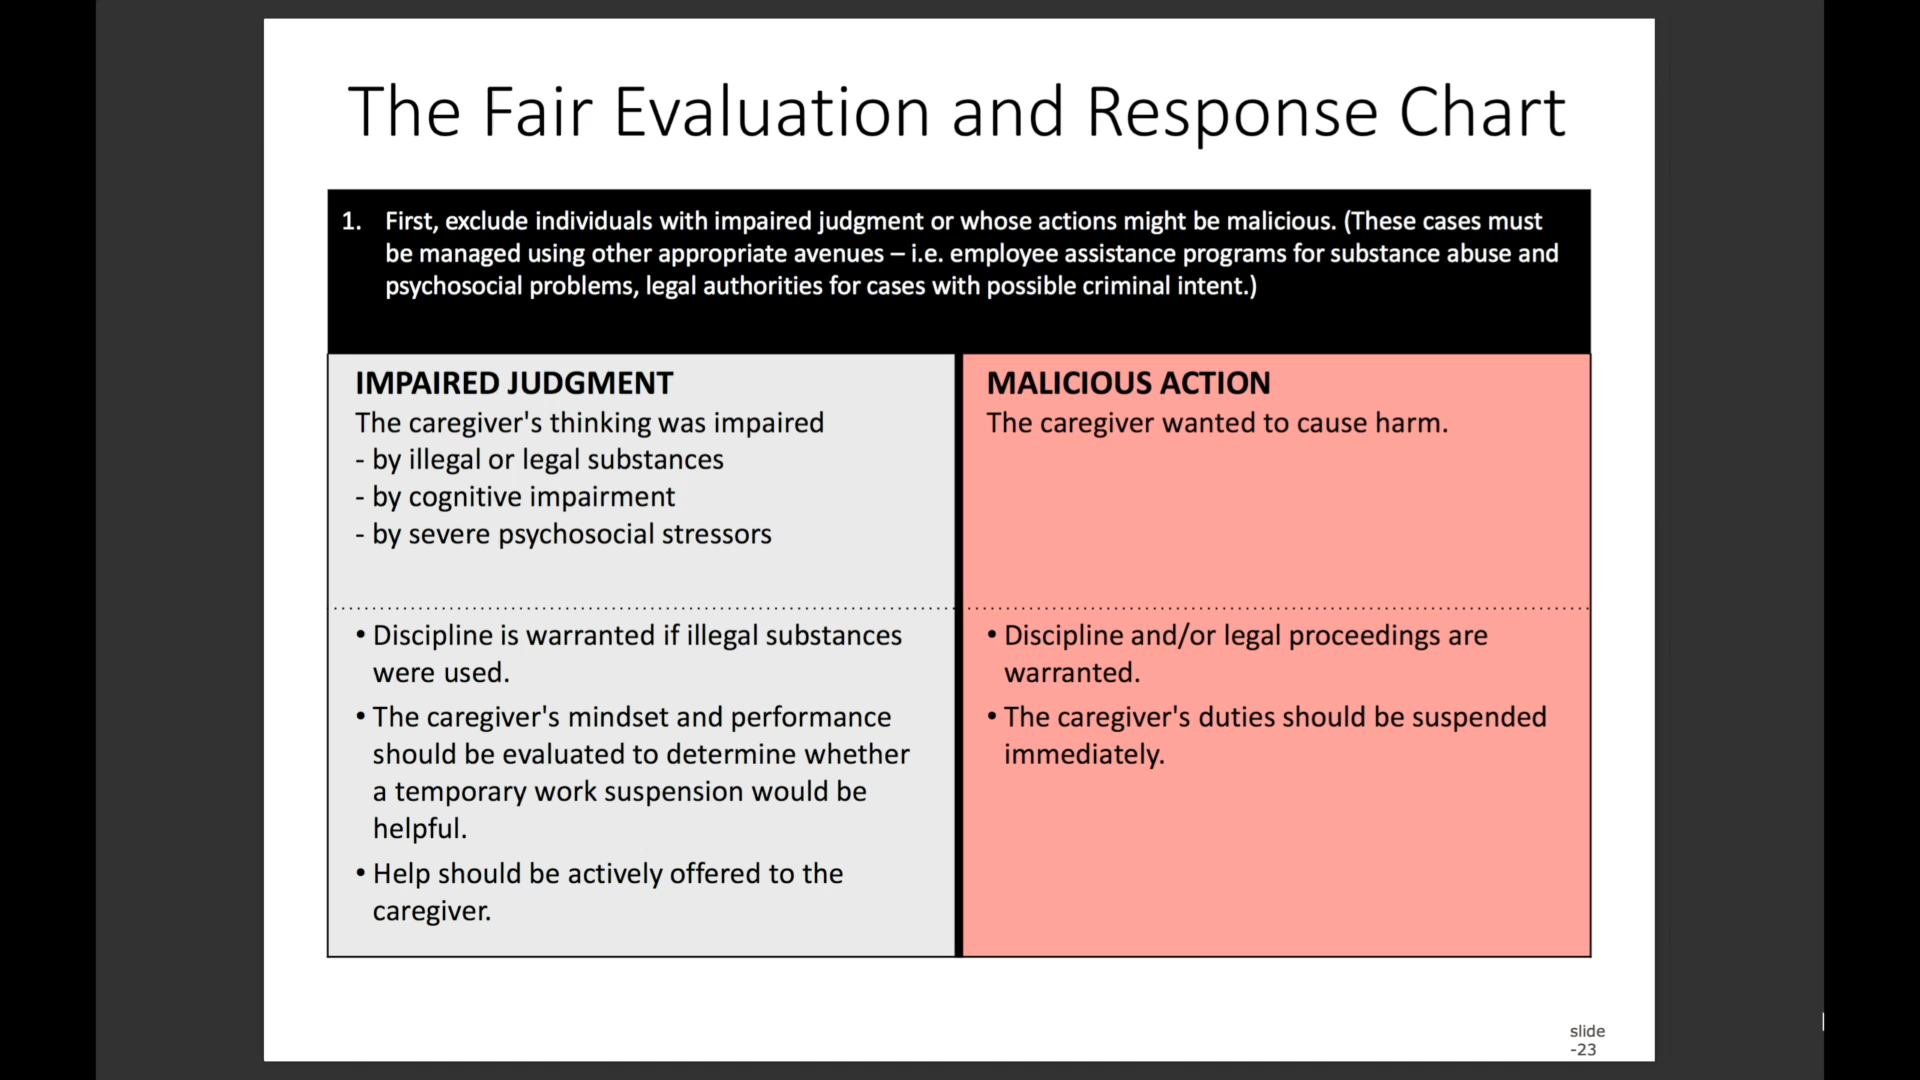 The Fair Evaluation and Response Chart
1. First, exclude individuals with impaired judgment or whose actions might be malicious. (These cases must
be managed using other appropriate avenues – i.e. employee assistance programs for substance abuse and
psychosocial problems, legal authorities for cases with possible criminal intent.)
IMPAIRED JUDGMENT
The caregiver's thinking was impaired
- by illegal or legal substances
- by cognitive impairment
- by severe psychosocial stressors
• Discipline is warranted if illegal substances
were used.
• The caregiver's mindset and performance
should be evaluated to determine whether
a temporary work suspension would be
helpful.
• Help should be actively offered to the
caregiver.
MALICIOUS ACTION
The caregiver wanted to cause harm.
• Discipline and/or legal proceedings are
warranted.
• The caregiver's duties should be suspended
immediately.
slide
-23